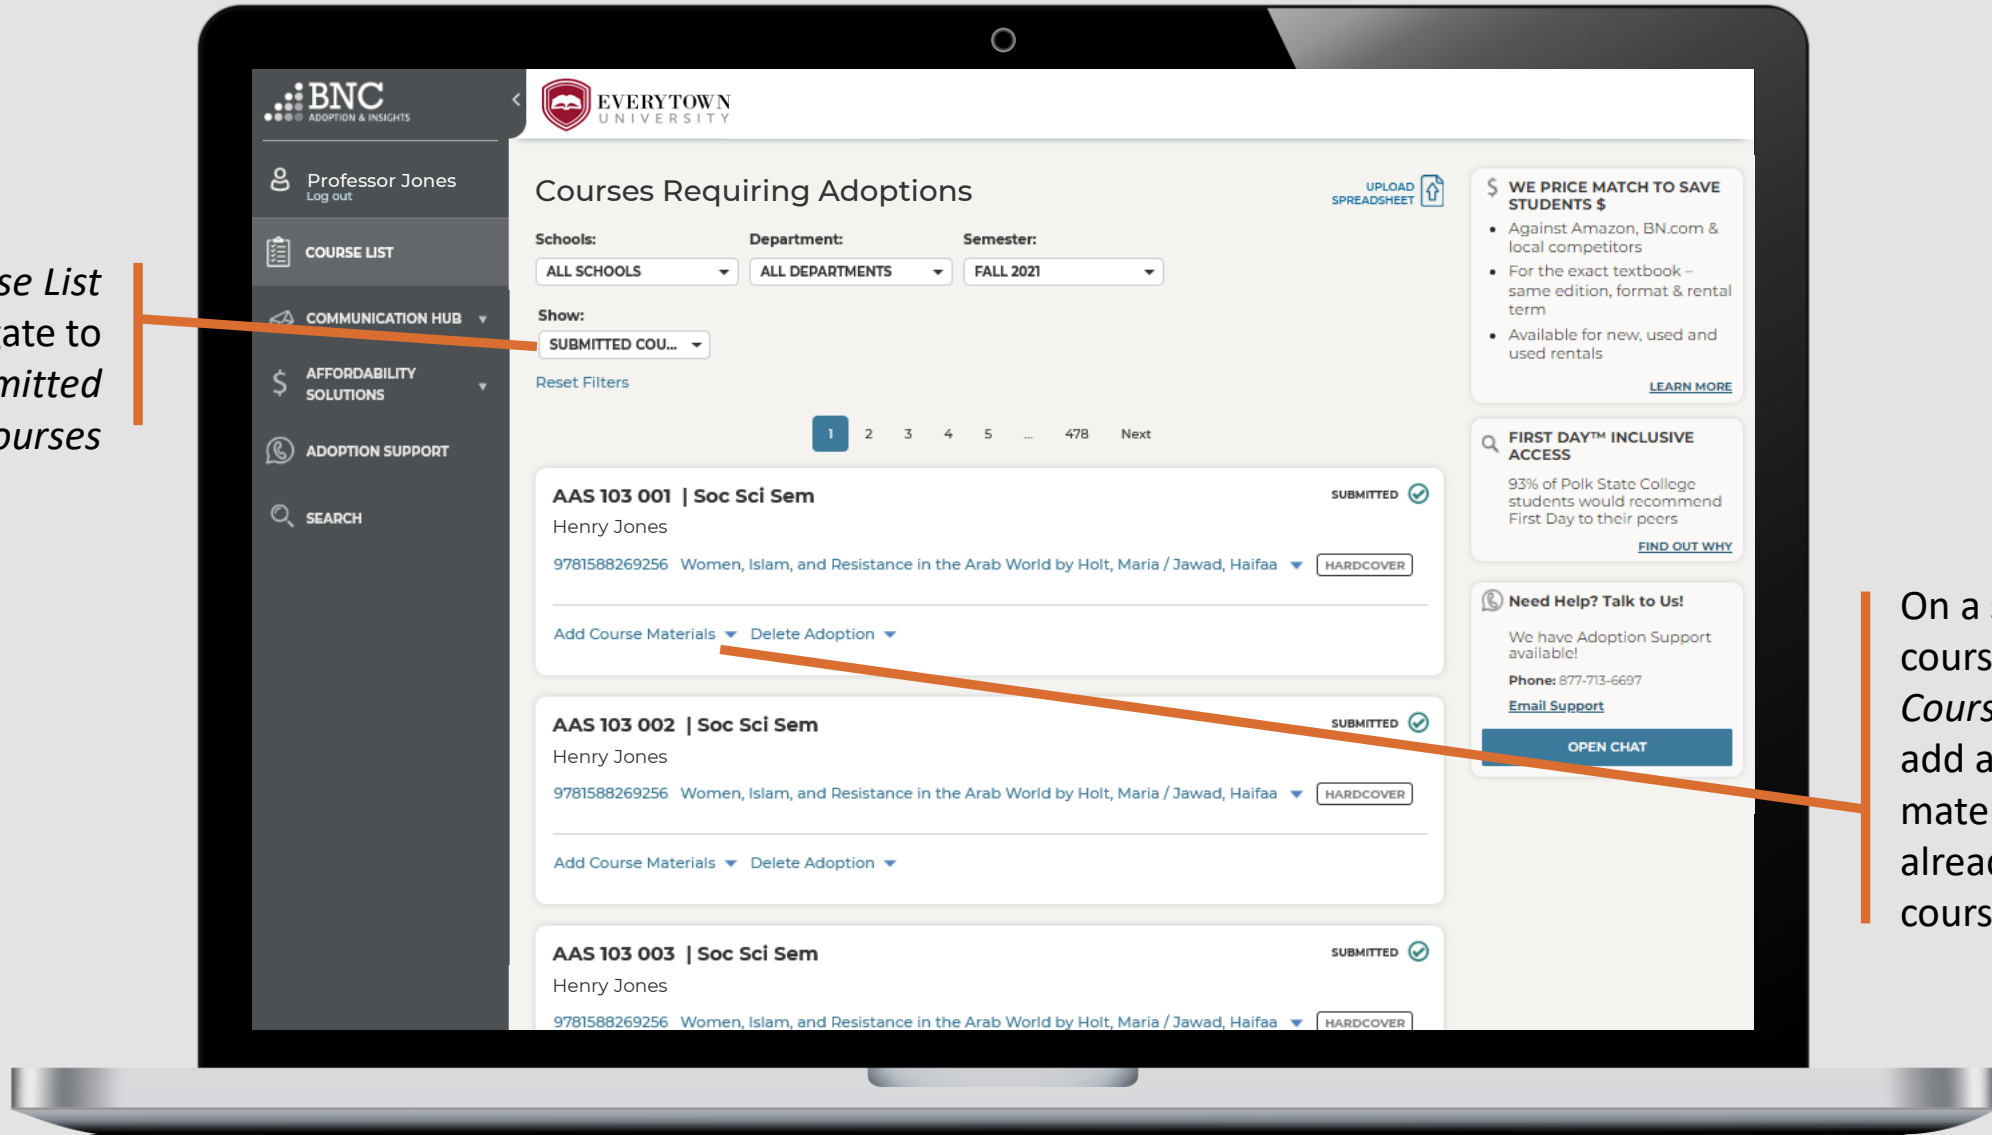 BNC
ADOPTION & INSIGHTS
EVERYTOWN
UNIVERSITY
Professor Jones
Log out
COURSE LIST
COMMUNICATION HUB
AFFORDABILITY
SOLUTIONS
ADOPTION SUPPORT
SEARCH
se List
ate to
mitted
ourses
Courses Requiring Adoptions
UPLOAD
SPREADSHEET
Schools:
Department:
Semester:
ALL SCHOOLS
ALL DEPARTMENTS
FALL 2021
Show:
SUBMITTED COU...
Reset Filters
1 2 3 4 5 ... 478 Next
AAS 103 001 | Soc Sci Sem
SUBMITTED
Henry Jones
9781588269256 Women, Islam, and Resistance in the Arab World by Holt, Maria / Jawad, Haifaa
HARDCOVER
Add Course Materials
Delete Adoption
AAS 103 002 | Soc Sci Sem
SUBMITTED
Henry Jones
9781588269256 Women, Islam, and Resistance in the Arab World by Holt, Maria / Jawad, Haifaa
HARDCOVER
Add Course Materials
Delete Adoption
AAS 103 003 | Soc Sci Sem
SUBMITTED
Henry Jones
9781588269256 Women, Islam, and Resistance in the Arab World by Holt, Maria / Jawad, Haifaa
HARDCOVER
$ WE PRICE MATCH TO SAVE
STUDENTS $
• Against Amazon, BN.com &
local competitors
• For the exact textbook –
same edition, format & rental
term
• Available for new, used and
used rentals
LEARN MORE
FIRST DAY™ INCLUSIVE
ACCESS
93% of Polk State College
students would recommend
First Day to their peers
FIND OUT WHY
Need Help? Talk to Us!
We have Adoption Support
available!
Phone: 877-713-6697
Email Support
OPEN CHAT
On a
cours
Cours
add a
mate
alrea
cours